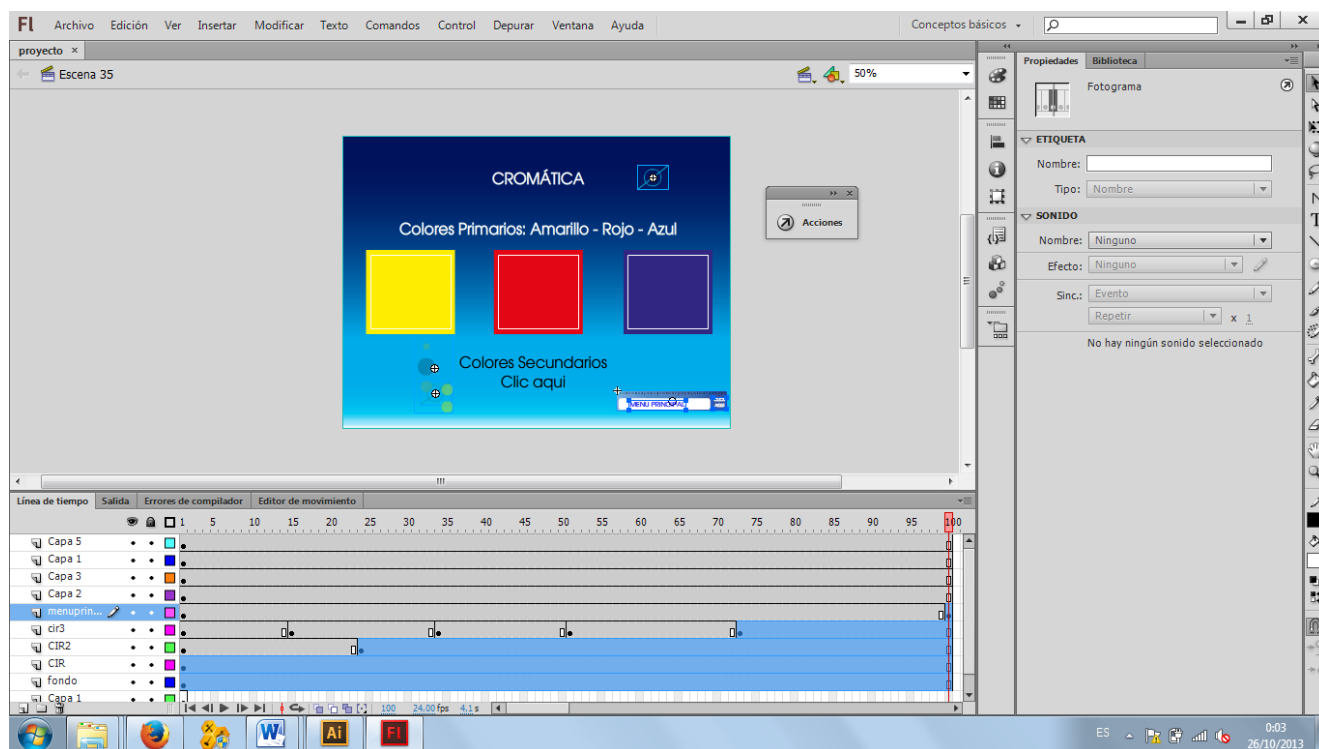 Fl Archivo Edición Ver Insertar Modificar Texto Comandos Control Depurar Ventana Ayuda Conceptos básicos
proyecto ×
Escena 35 50%
CROMÁTICA
Colores Primarios: Amarillo - Rojo - Azul
Colores Secundarios
Clic aqui
MENU PRINCIPAL
Acciones
Propiedades Biblioteca
Fotograma
ETIQUETA
Nombre:
Tipo: Nombre
SONIDO
Nombre: Ninguno
Efecto: Ninguno
Sinc.: Evento
Repetir x 1
No hay ningún sonido seleccionado
Línea de tiempo Salida Errores de compilador Editor de movimiento
1 5 10 15 20 25 30 35 40 45 50 55 60 65 70 75 80 85 90 95 100
Capa 5
Capa 1
Capa 3
Capa 2
menuprin...
cir3
CIR2
CIR
fondo
Capa 1
100 24.00 fps 4.1 s
W Ai Fl ES 0:03
26/10/2013